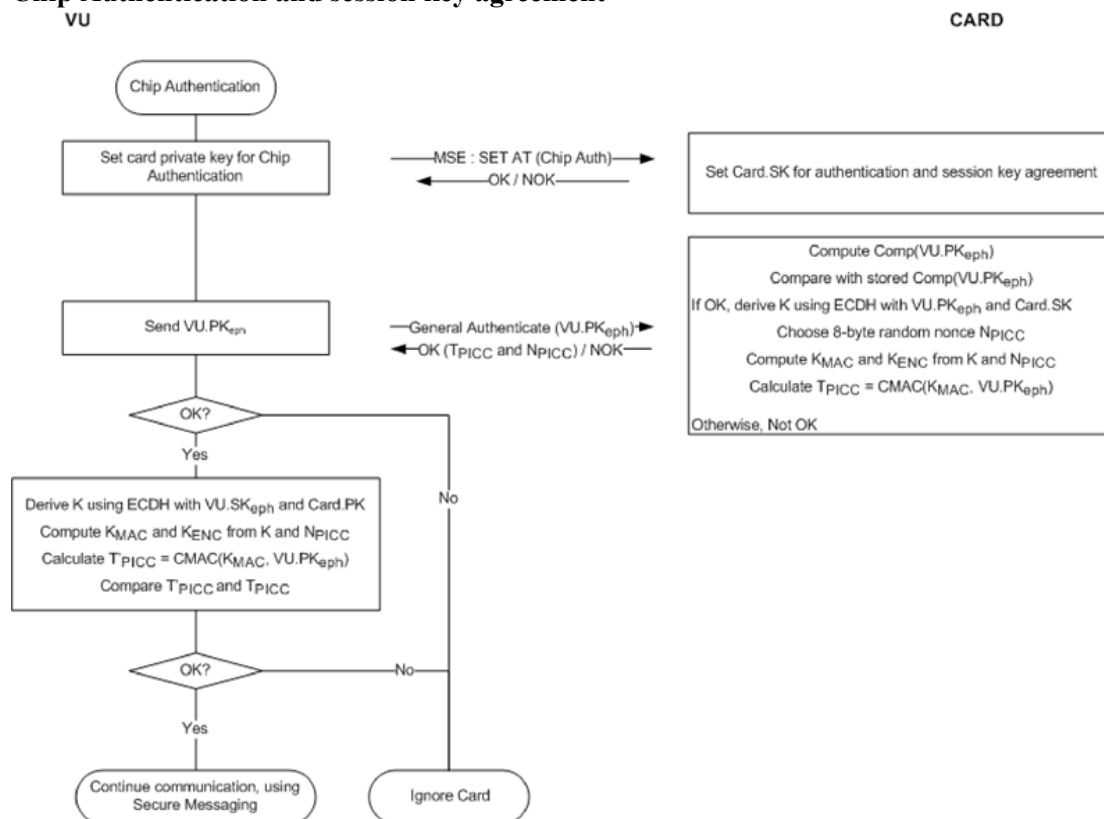 Chip Authentication and session key agreement
VU
CARD
Chip Authentication
Set card private key for Chip
Authentication
MSE : SET AT (Chip Auth)
OK / NOK
Set Card.SK for authentication and session key agreement
Compute Comp(VU.PKeph)
Compare with stored Comp(VU.PKeph)
If OK, derive K using ECDH with VU.PKeph and Card.SK
Choose 8-byte random nonce NPICC
Compute KMAC and KENC from K and NPICC
Calculate TPICC = CMAC(KMAC, VU.PKeph)
Otherwise, Not OK
Send VU.PKeph
General Authenticate (VU.PKeph)
OK (TPICC and NPICC) / NOK
OK?
Yes
No
Derive K using ECDH with VU.SKeph and Card.PK
Compute KMAC and KENC from K and NPICC
Calculate T'PICC = CMAC(KMAC, VU.PKeph)
Compare T'PICC and TPICC
OK?
No
Yes
Continue communication, using
Secure Messaging
Ignore Card